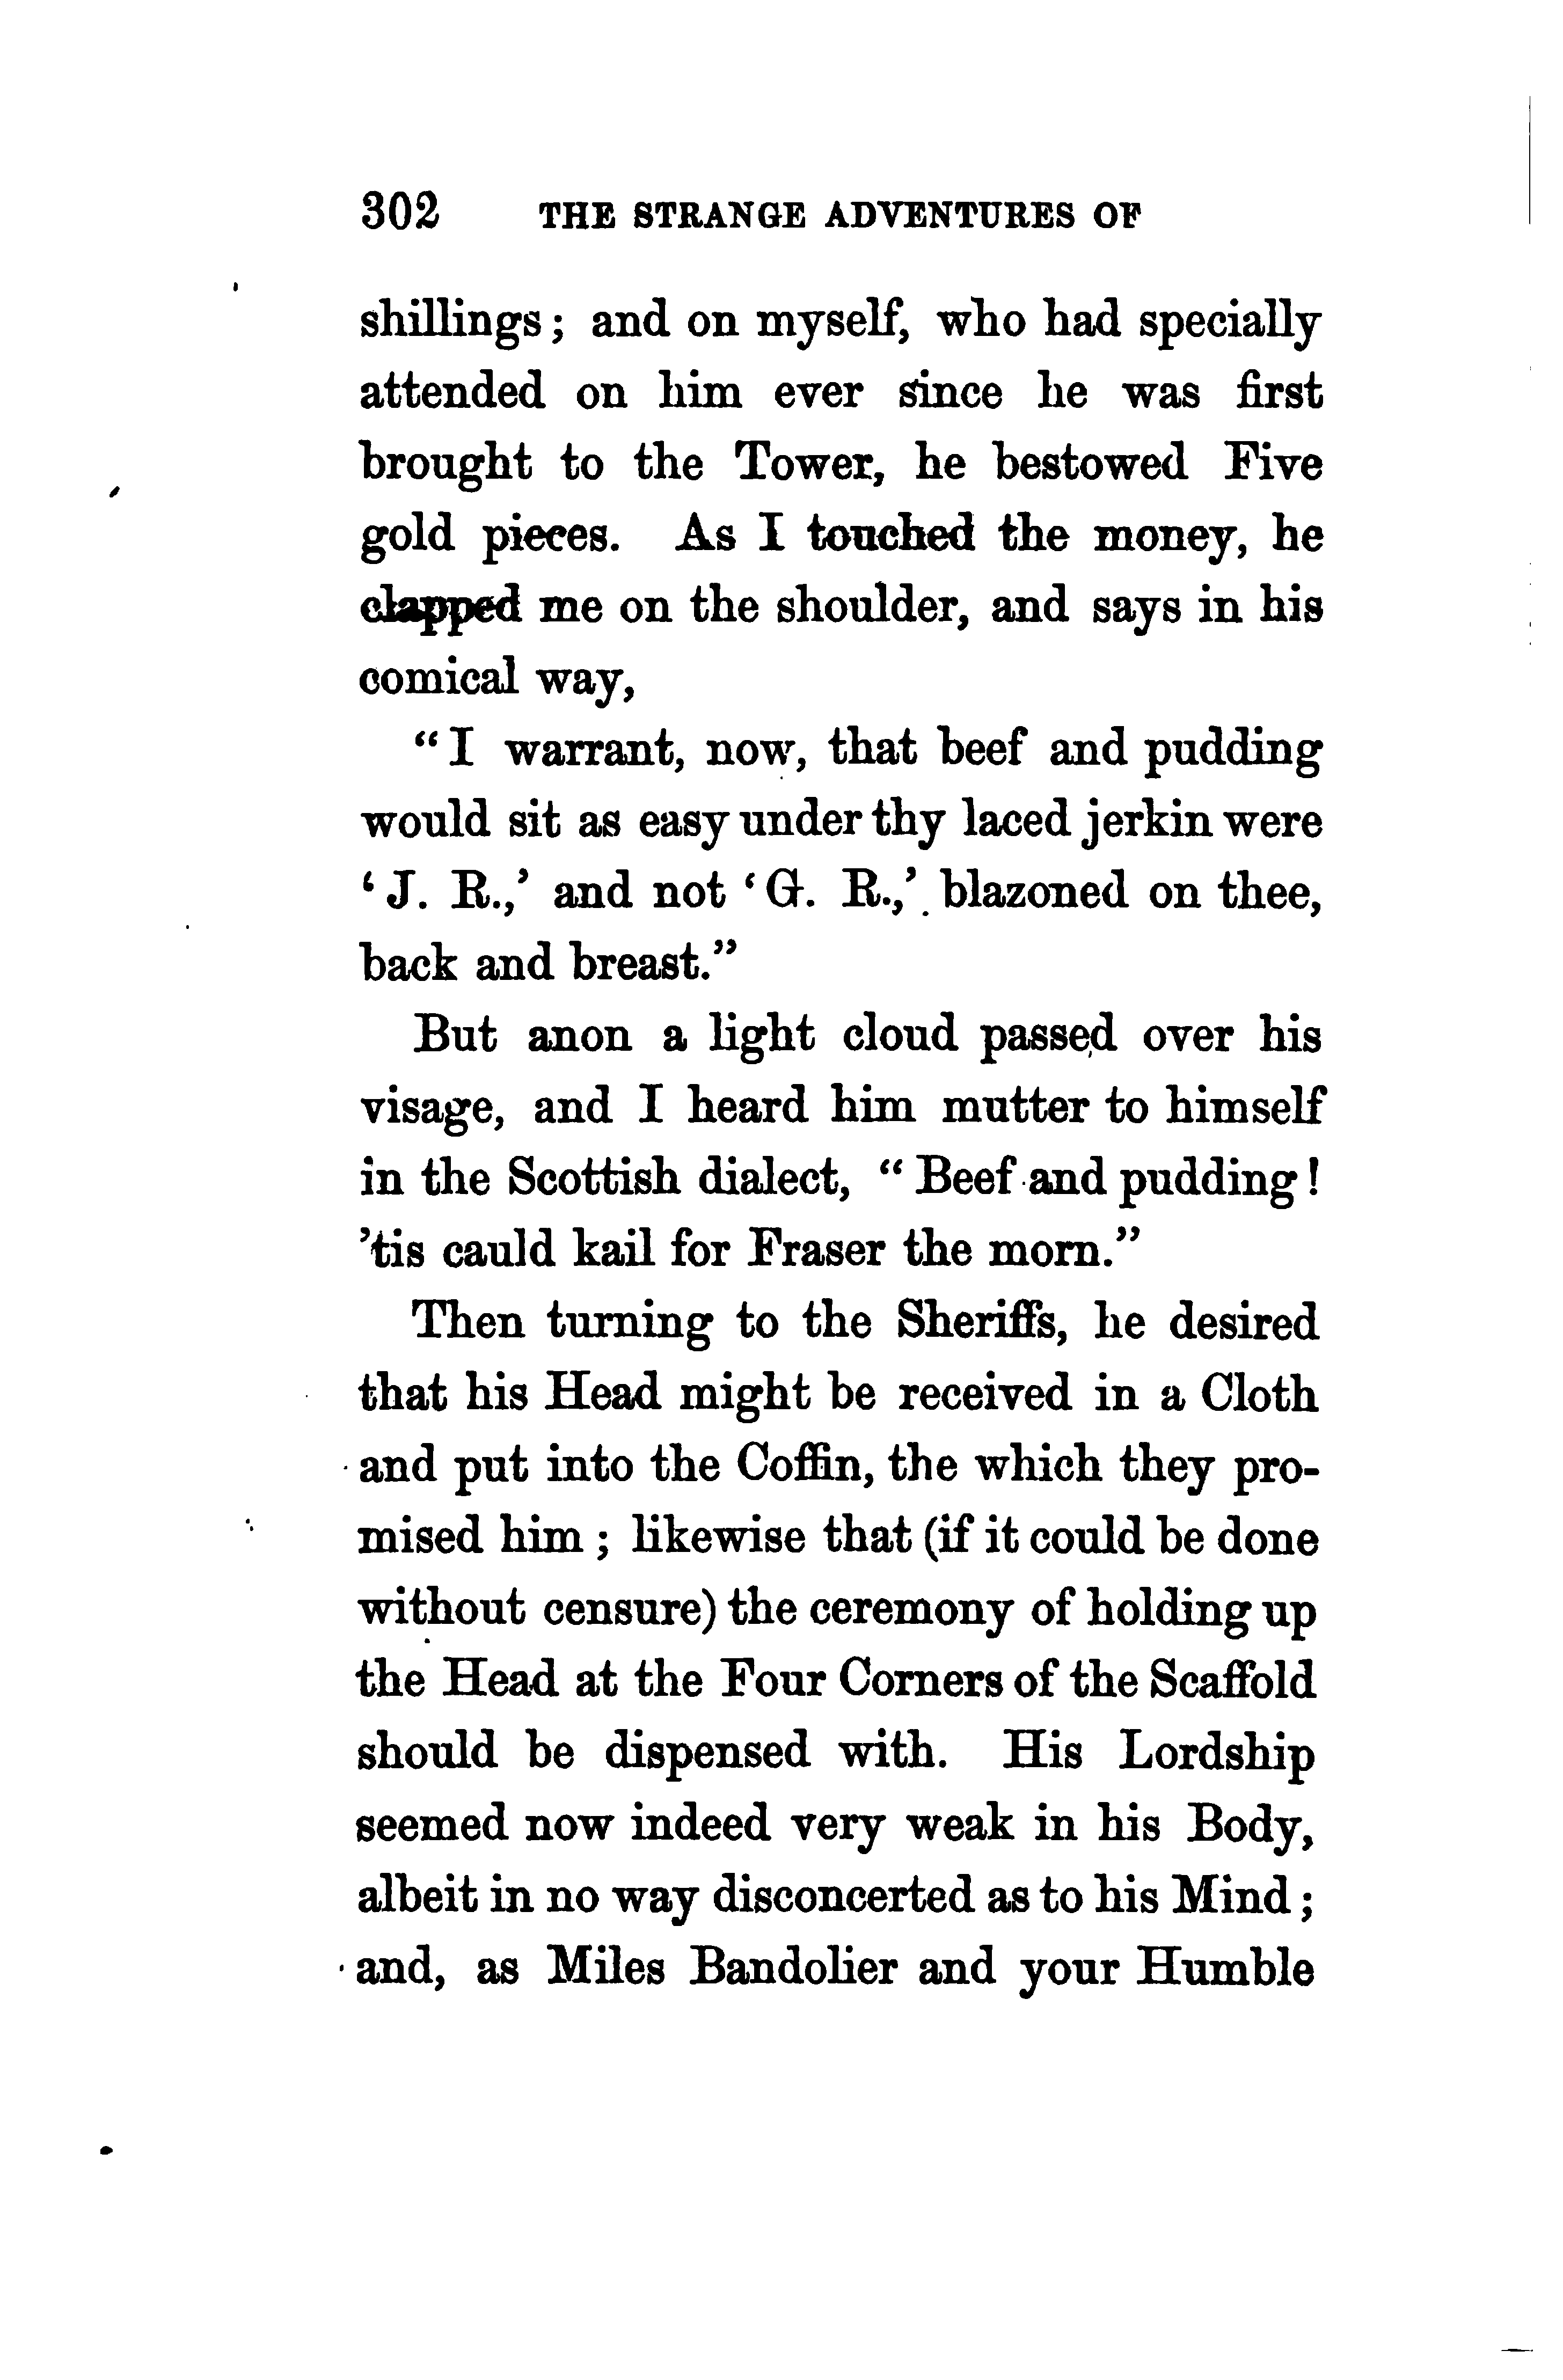 302 THE STRANGE ADVENTURES OF
shillings; and on myself, who had specially
attended on him ever since he was first
brought to the Tower, he bestowed Five
gold pieces. As I touched the money, he
clapped me on the shoulder, and says in his
comical way,
"I warrant, now, that beef and pudding
would sit as easy under thy laced jerkin were
'J. R.,' and not 'G. R.,' blazoned on thee,
back and breast."
But anon a light cloud passed over his
visage, and I heard him mutter to himself
in the Scottish dialect, "Beef and pudding!
'tis cauld kail for Fraser the morn."
Then turning to the Sheriffs, he desired
that his Head might be received in a Cloth
and put into the Coffin, the which they pro-
mised him; likewise that (if it could be done
without censure) the ceremony of holding up
the Head at the Four Corners of the Scaffold
should be dispensed with. His Lordship
seemed now indeed very weak in his Body,
albeit in no way disconcerted as to his Mind;
and, as Miles Bandolier and your Humble